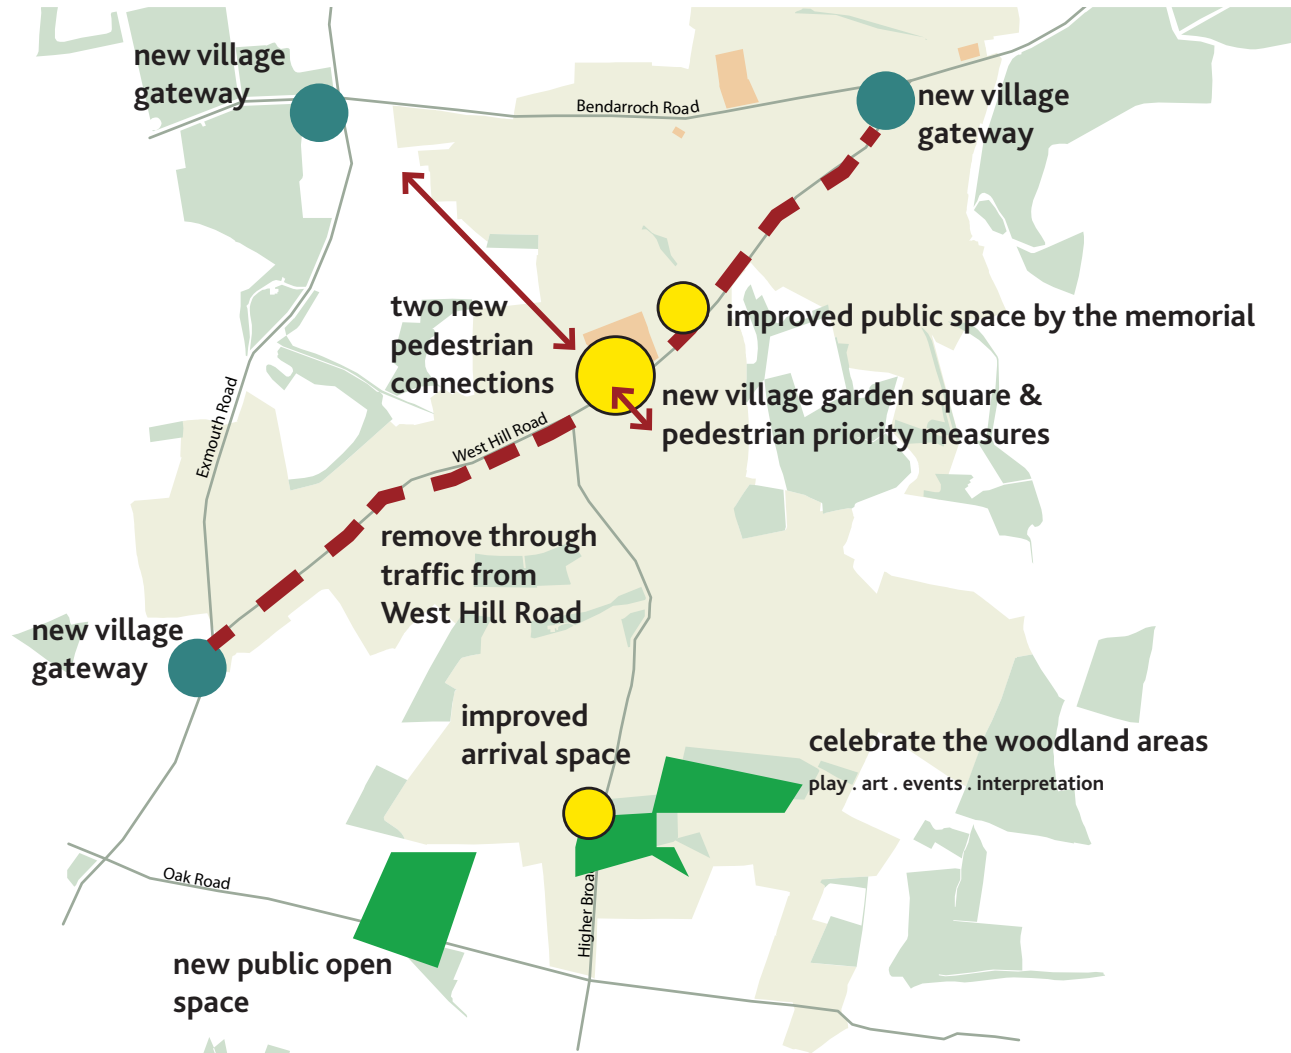 new village
gateway
Bendarroch Road
new village
gateway
two new
pedestrian
connections
improved public space by the memorial
new village garden square &
pedestrian priority measures
Exmouth Road
West Hill Road
remove through
traffic from
West Hill Road
new village
gateway
improved
arrival space
celebrate the woodland areas
play . art . events . interpretation
Oak Road
Higher Broa
new public open
space